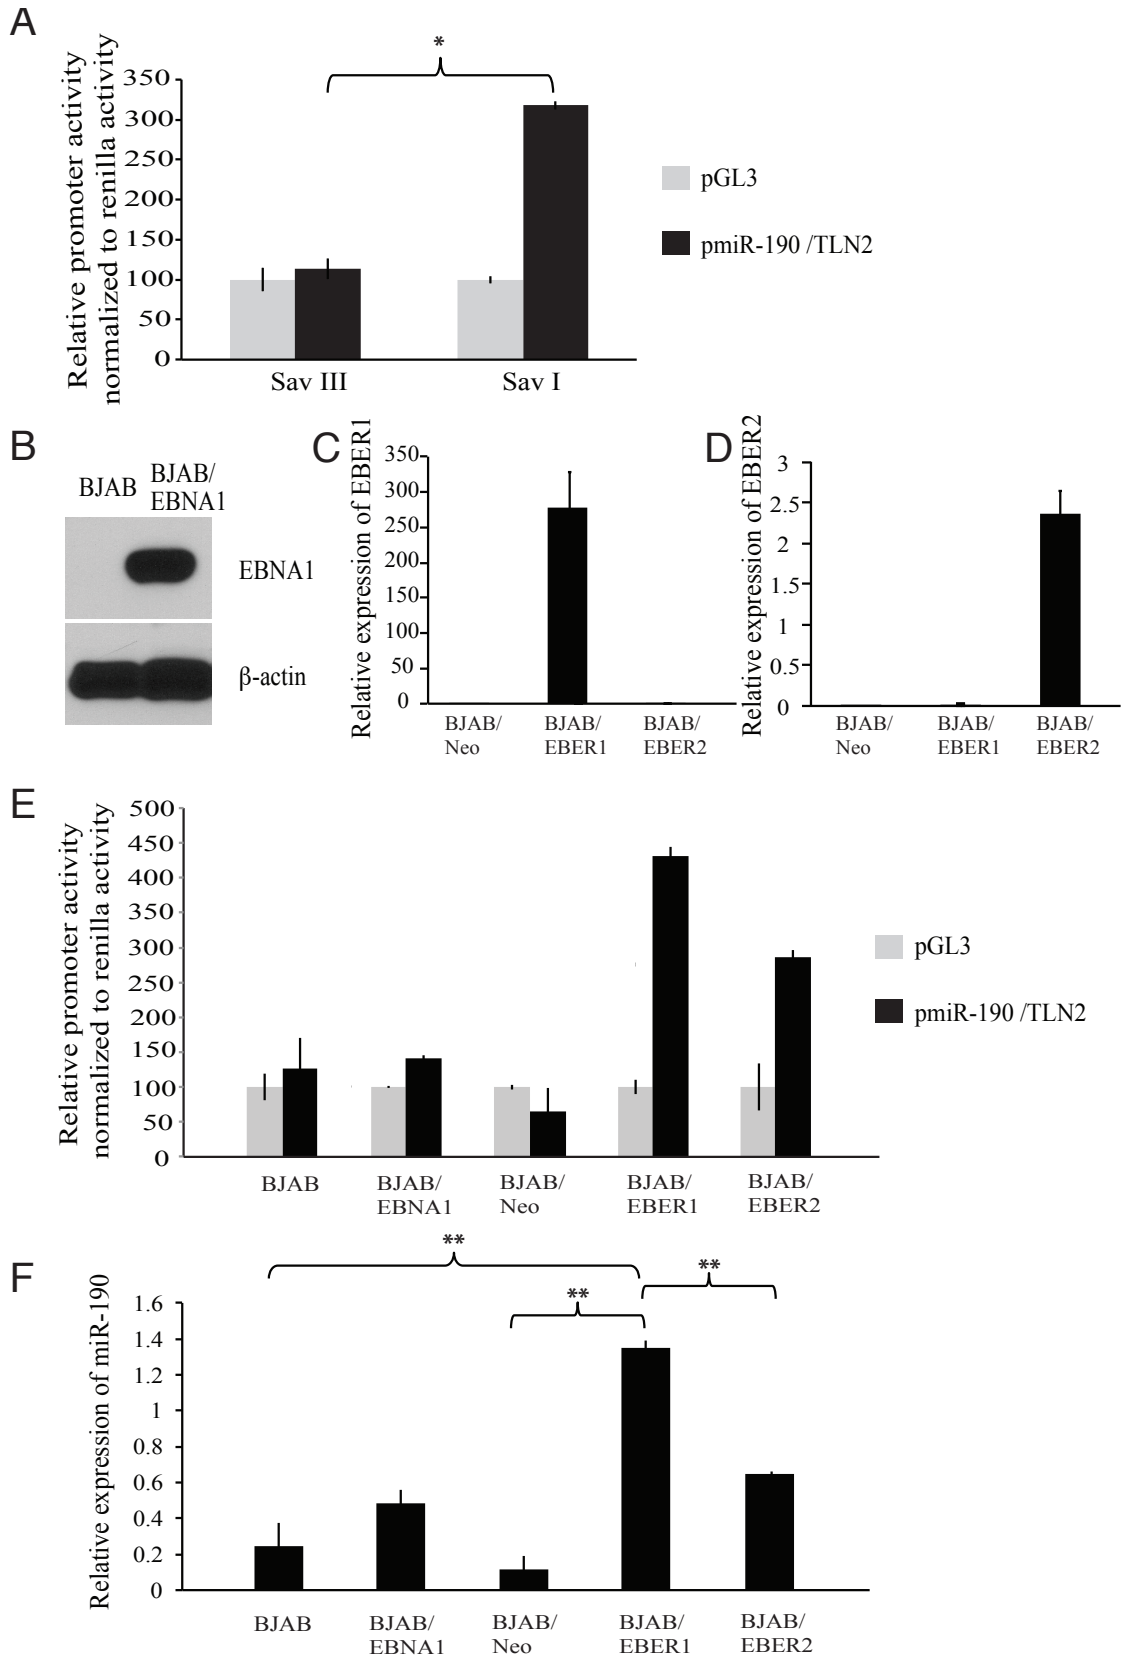 A
Relative promoter activity
normalized to renilla activity
350
300
250
200
150
100
50
0
*
Sav III
Sav I
pGL3
pmiR-190 /TLN2
B
BJAB
BJAB/
EBNA1
EBNA1
β-actin
C
Relative expression of EBER1
350
300
250
200
150
100
50
0
BJAB/
Neo
BJAB/
EBER1
BJAB/
EBER2
D
Relative expression of EBER2
3
2.5
2
1.5
1
0.5
0
BJAB/
Neo
BJAB/
EBER1
BJAB/
EBER2
E
Relative promoter activity
normalized to renilla activity
500
450
400
350
300
250
200
150
100
50
0
BJAB
BJAB/
EBNA1
BJAB/
Neo
BJAB/
EBER1
BJAB/
EBER2
pGL3
pmiR-190 /TLN2
F
Relative expression of miR-190
1.6
1.4
1.2
1
0.8
0.6
0.4
0.2
0
**
**
**
BJAB
BJAB/
EBNA1
BJAB/
Neo
BJAB/
EBER1
BJAB/
EBER2